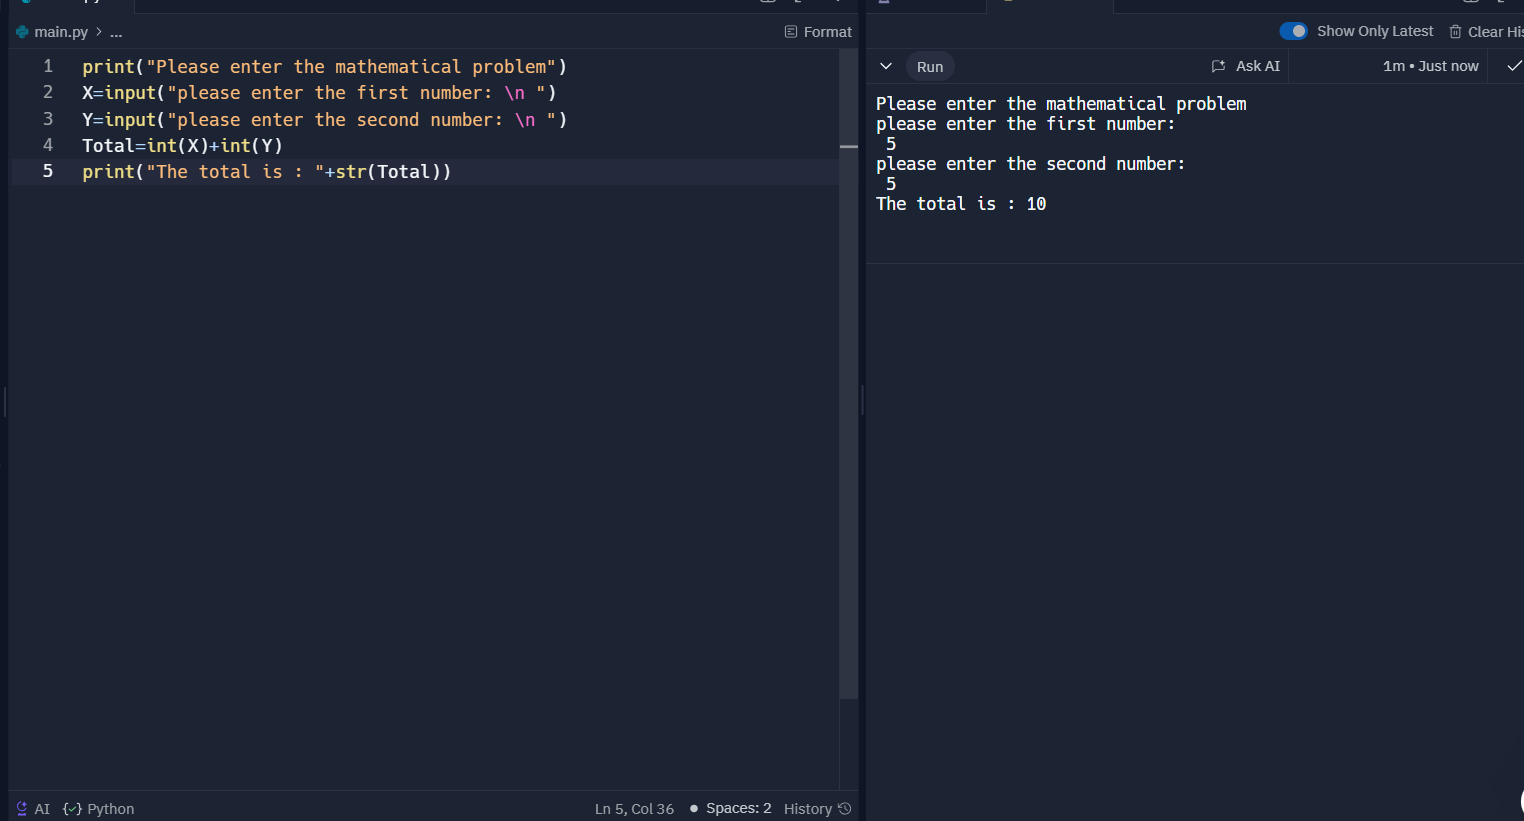 main.py > ...
Format
1 print("Please enter the mathematical problem")
2 X=input("please enter the first number: \n ")
3 Y=input("please enter the second number: \n ")
4 Total=int(X)+int(Y)
5 print("The total is : "+str(Total))
AI {✓} Python
Ln 5, Col 36 ● Spaces: 2 History
Show Only Latest Clear His
Run Ask AI 1m • Just now
Please enter the mathematical problem
please enter the first number:
5
please enter the second number:
5
The total is : 10